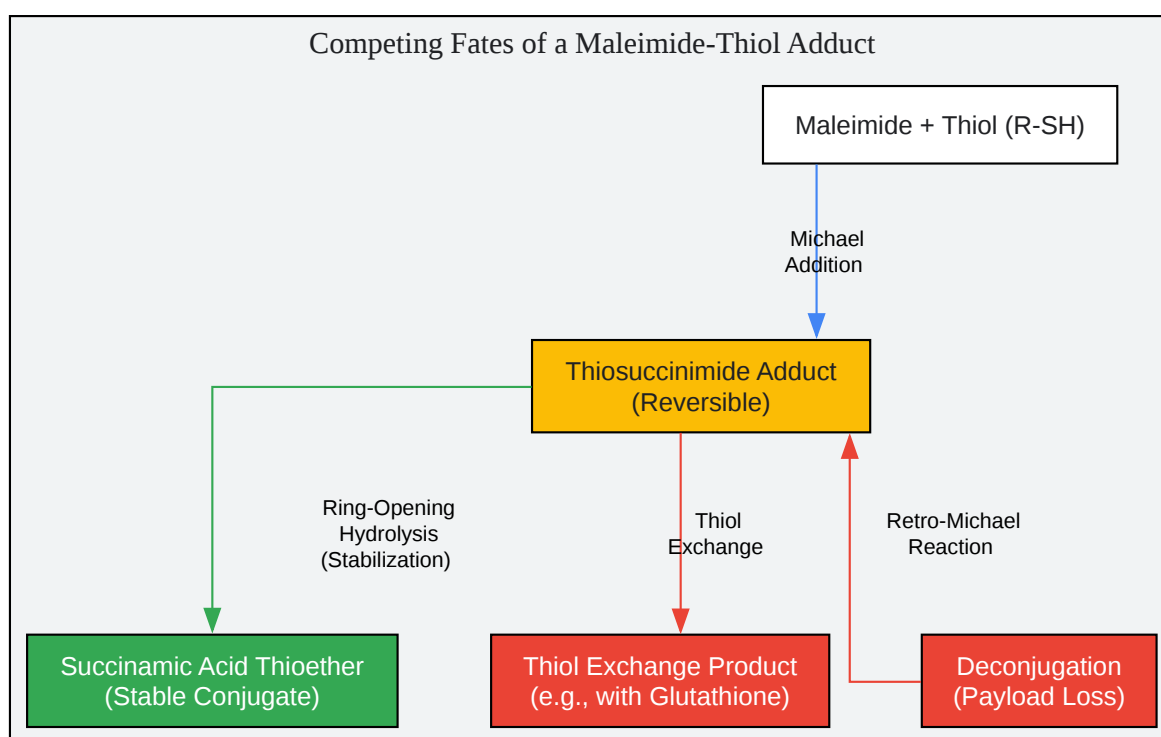 Competing Fates of a Maleimide-Thiol Adduct
Maleimide + Thiol (R-SH)
Michael
Addition
Thiosuccinimide Adduct
(Reversible)
Ring-Opening
Hydrolysis
(Stabilization)
Thiol
Exchange
Retro-Michael
Reaction
Succinamic Acid Thioether
(Stable Conjugate)
Thiol Exchange Product
(e.g., with Glutathione)
Deconjugation
(Payload Loss)